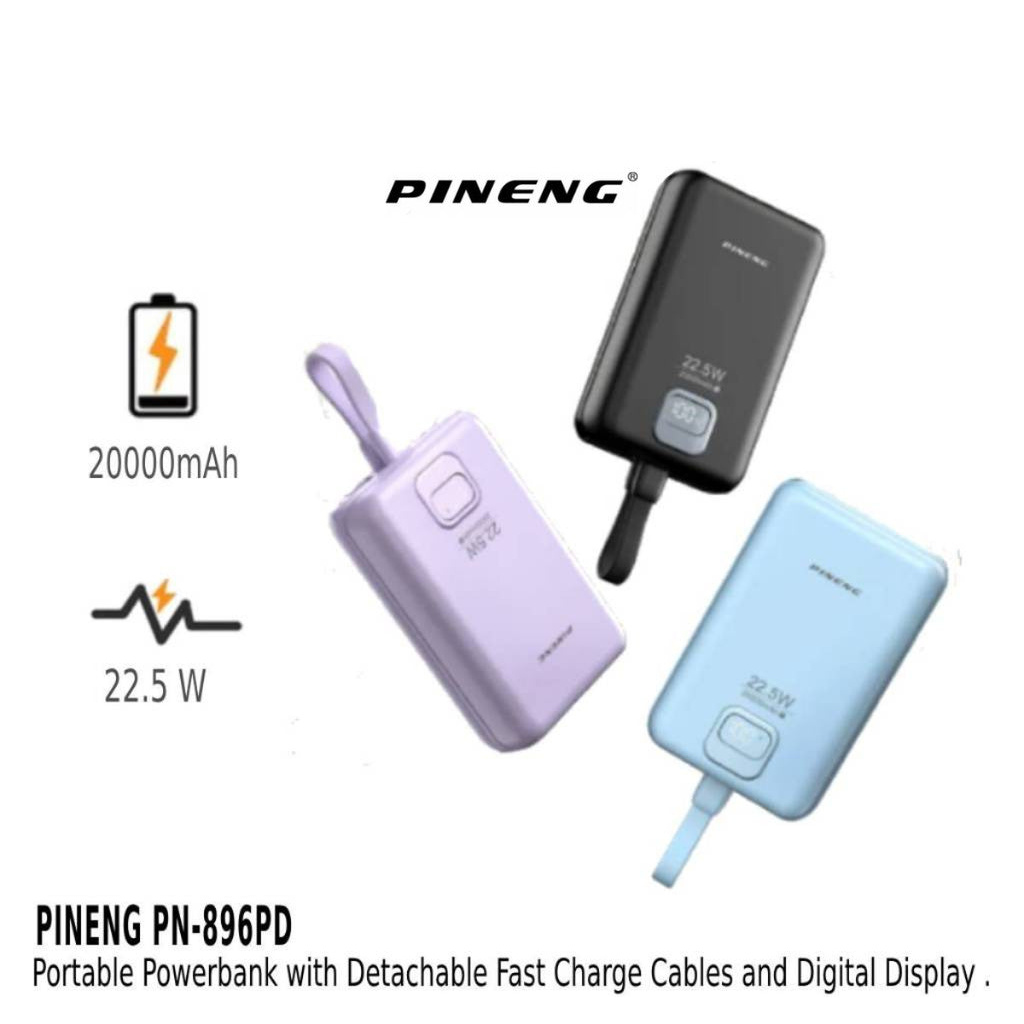 PINENG®
PINENG
22.5W
20000mAh
20000mAh
22.5W
PINENG
PINENG
22.5W
22.5 W
PINENG PN-896PD
Portable Powerbank with Detachable Fast Charge Cables and Digital Display .